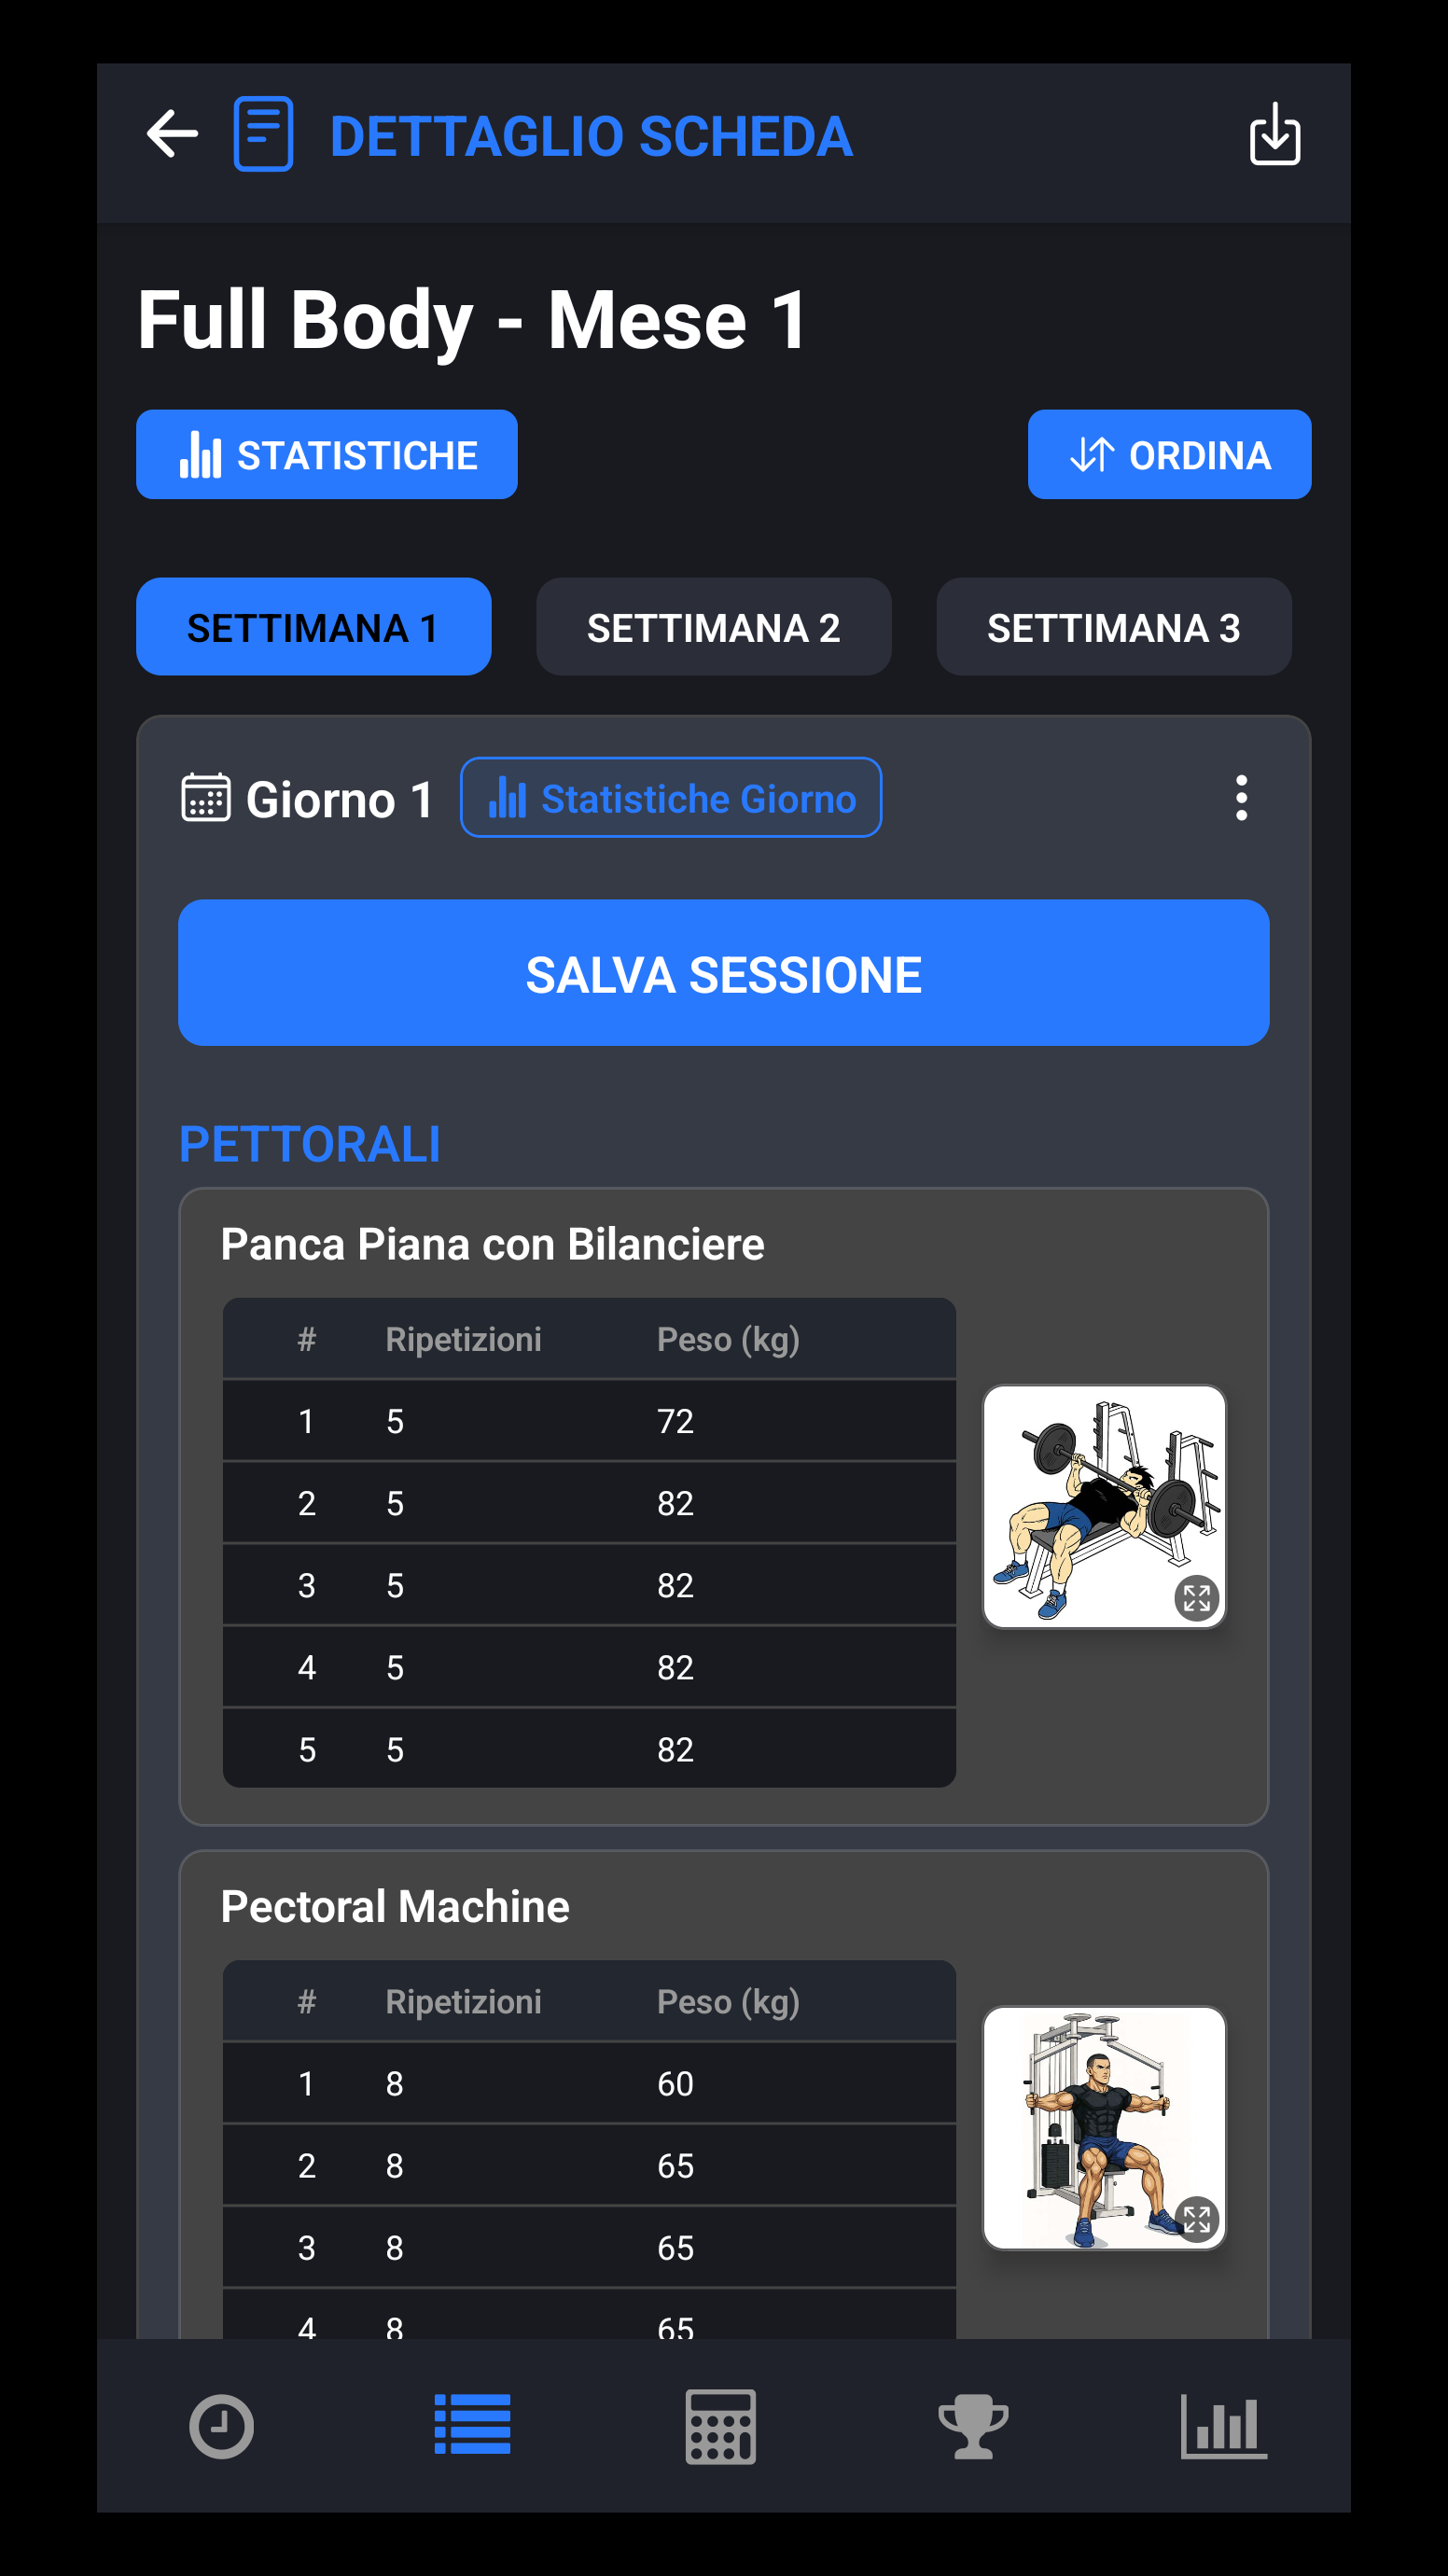 DETTAGLIO SCHEDA
Full Body - Mese 1
STATISTICHE ORDINA
SETTIMANA 1 SETTIMANA 2 SETTIMANA 3
Giorno 1 Statistiche Giorno
SALVA SESSIONE
PETTORALI
Panca Piana con Bilanciere
# Ripetizioni Peso (kg)
1 5 72
2 5 82
3 5 82
4 5 82
5 5 82
Pectoral Machine
# Ripetizioni Peso (kg)
1 8 60
2 8 65
3 8 65
4 8 65